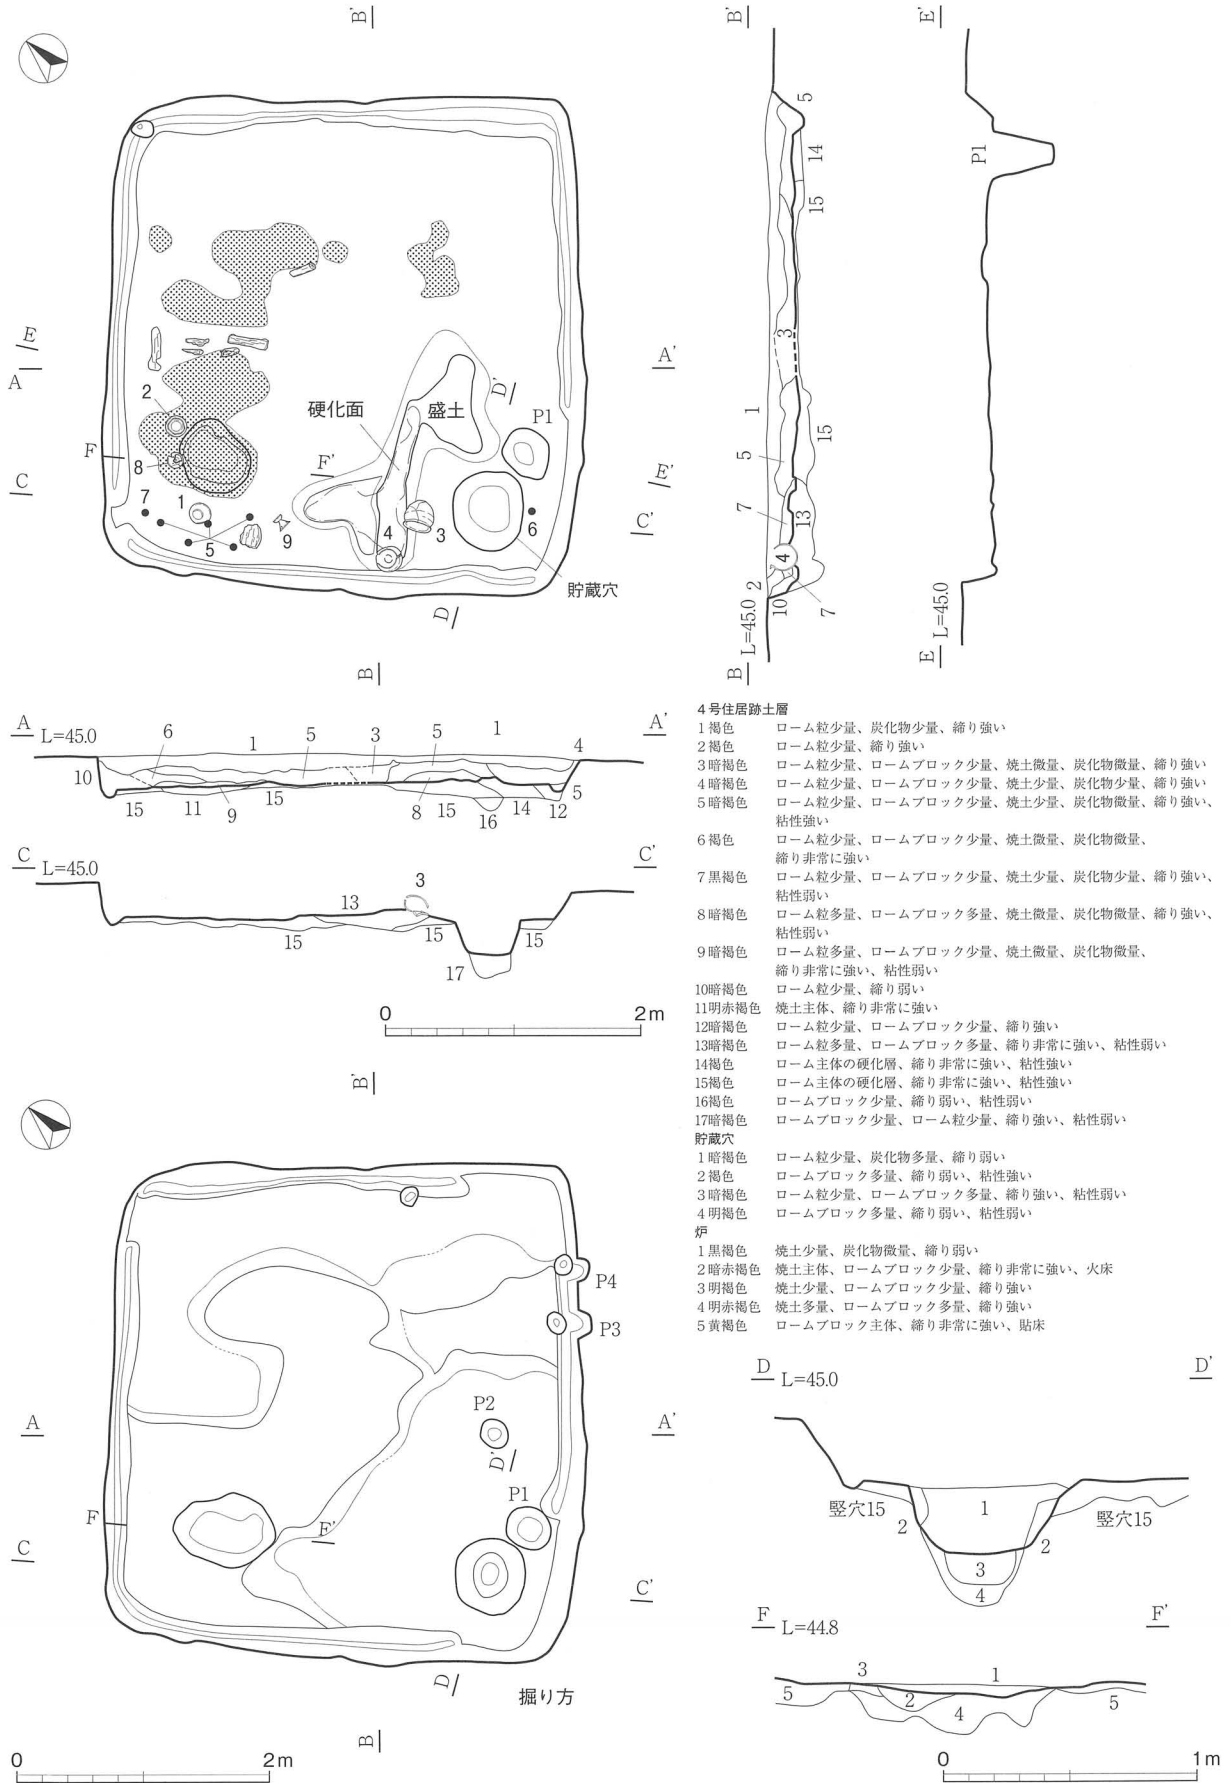 B'
B'
E'
E
A
2
F
8
C
7
1
5
9
硬化面
F'
4
3
盛土
D'
P1
6
A'
E'
C'
貯蔵穴
D
B
5
14
15
3
1
15
5
7
13
4
2
10
7
B L=45.0
P1
E L=45.0
A L=45.0
6
1
5
3
5
1
4
A'
10
15
11
9
15
8
15
16
14
12
5
C L=45.0
3
C'
13
15
15
17
15
0
2m
4号住居跡土層
1褐色 ローム粒少量、炭化物少量、締り強い
2褐色 ローム粒少量、締り強い
3暗褐色 ローム粒少量、ロームブロック少量、焼土微量、炭化物微量、締り強い
4暗褐色 ローム粒少量、ロームブロック少量、焼土少量、炭化物少量、締り強い
5暗褐色 ローム粒少量、ロームブロック少量、焼土少量、炭化物微量、締り強い、
粘性強い
6褐色 ローム粒少量、ロームブロック少量、焼土微量、炭化物微量、
締り非常に強い
7黒褐色 ローム粒少量、ロームブロック少量、焼土少量、炭化物少量、締り強い、
粘性弱い
8暗褐色 ローム粒多量、ロームブロック多量、焼土微量、炭化物微量、締り強い、
粘性弱い
9暗褐色 ローム粒多量、ロームブロック少量、焼土微量、炭化物微量、
締り非常に強い、粘性弱い
10暗褐色 ローム粒少量、締り弱い
11明赤褐色 焼土主体、締り非常に強い
12暗褐色 ローム粒少量、ロームブロック少量、締り強い
13暗褐色 ローム粒多量、ロームブロック多量、締り非常に強い、粘性弱い
14褐色 ローム主体の硬化層、締り非常に強い、粘性強い
15褐色 ローム主体の硬化層、締り非常に強い、粘性強い
16褐色 ロームブロック少量、締り弱い、粘性弱い
17暗褐色 ロームブロック少量、ローム粒少量、締り強い、粘性弱い
貯蔵穴
1暗褐色 ローム粒少量、炭化物多量、締り弱い
2褐色 ロームブロック多量、締り弱い、粘性強い
3暗褐色 ローム粒少量、ロームブロック多量、締り強い、粘性弱い
4明褐色 ロームブロック多量、締り弱い、粘性弱い
炉
1黒褐色 焼土少量、炭化物微量、締り弱い
2暗赤褐色 焼土主体、ロームブロック少量、締り非常に強い、火床
3明褐色 焼土少量、ロームブロック少量、締り強い
4明赤褐色 焼土多量、ロームブロック多量、締り強い
5黄褐色 ロームブロック主体、締り非常に強い、貼床
B'
P4
P3
A
P2
D'
A'
P1
F
F'
C
C'
D
掘り方
B
0
2m
D L=45.0
D'
竪穴15
2
1
竪穴15
2
3
4
F L=44.8
F'
3
1
5
2
4
5
0
1m